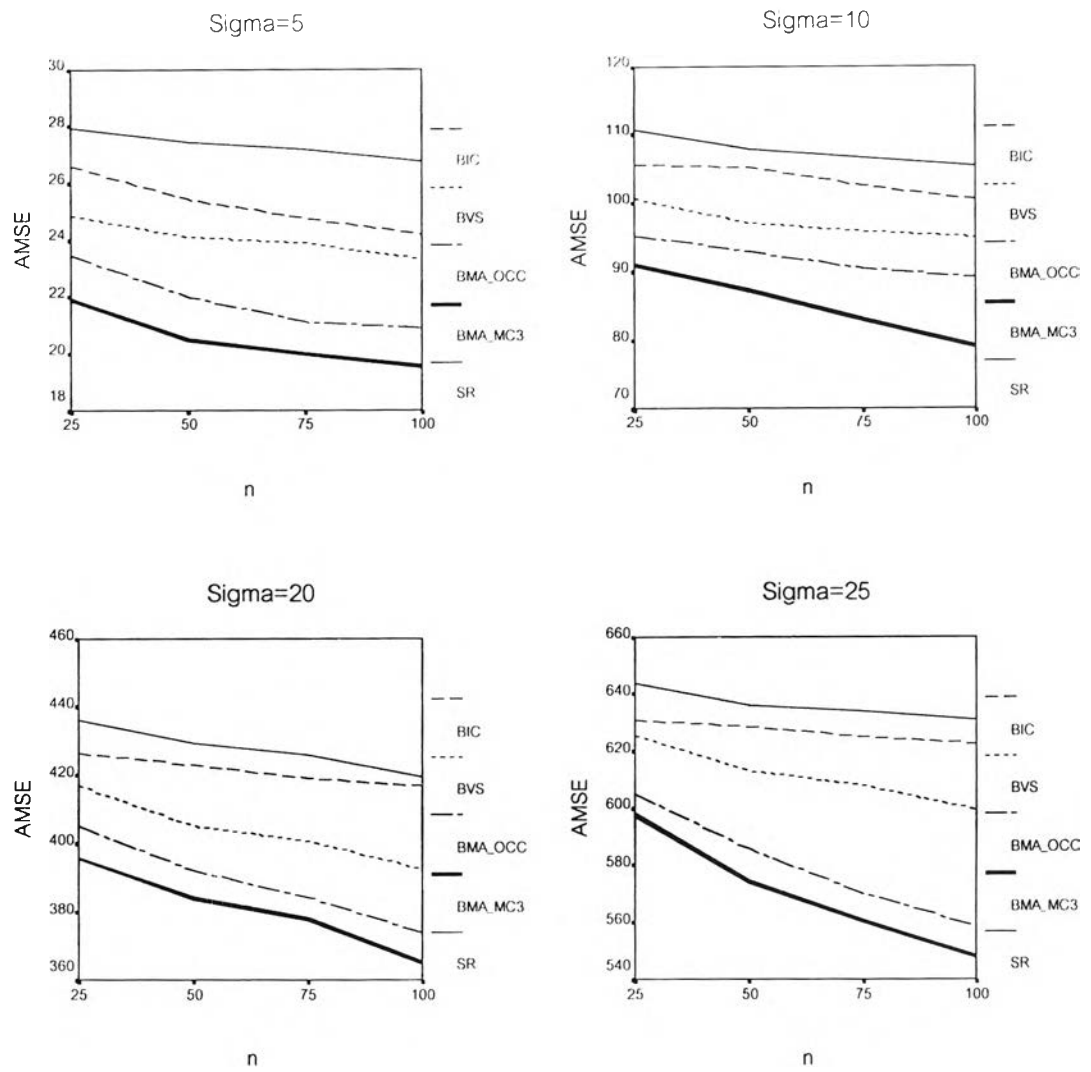 Sigma=5
AMSE
30
28
26
24
22
20
18
25
50
75
100
n
BIC
BVS
BMA_OCC
BMA_MC3
SR
Sigma=10
AMSE
120
110
100
90
80
70
25
50
75
100
n
BIC
BVS
BMA_OCC
BMA_MC3
SR
Sigma=20
AMSE
460
440
420
400
380
360
25
50
75
100
n
BIC
BVS
BMA_OCC
BMA_MC3
SR
Sigma=25
AMSE
660
640
620
600
580
560
540
25
50
75
100
n
BIC
BVS
BMA_OCC
BMA_MC3
SR